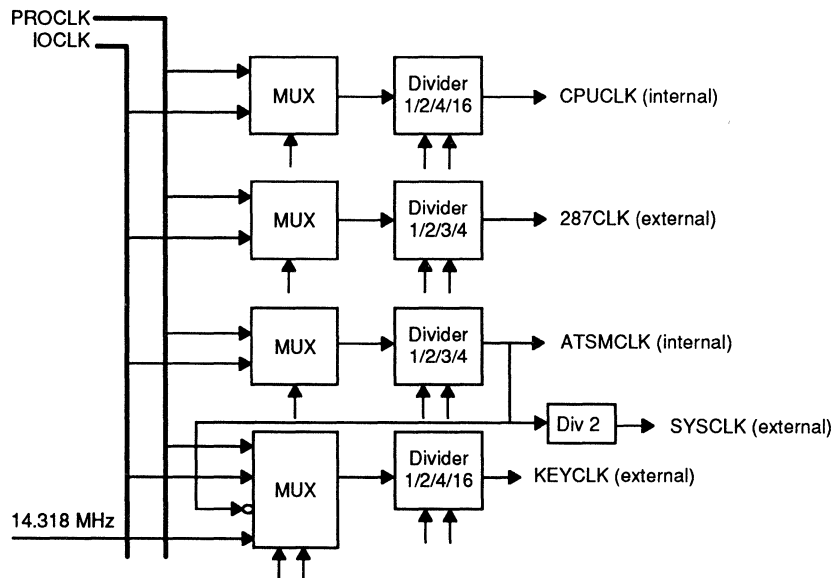 PROCLK
IOCLK
MUX
Divider
1/2/4/16
CPUCLK (internal)
MUX
Divider
1/2/3/4
287CLK (external)
MUX
Divider
1/2/3/4
ATSMCLK (internal)
Div 2
SYSCLK (external)
MUX
Divider
1/2/4/16
KEYCLK (external)
14.318 MHz